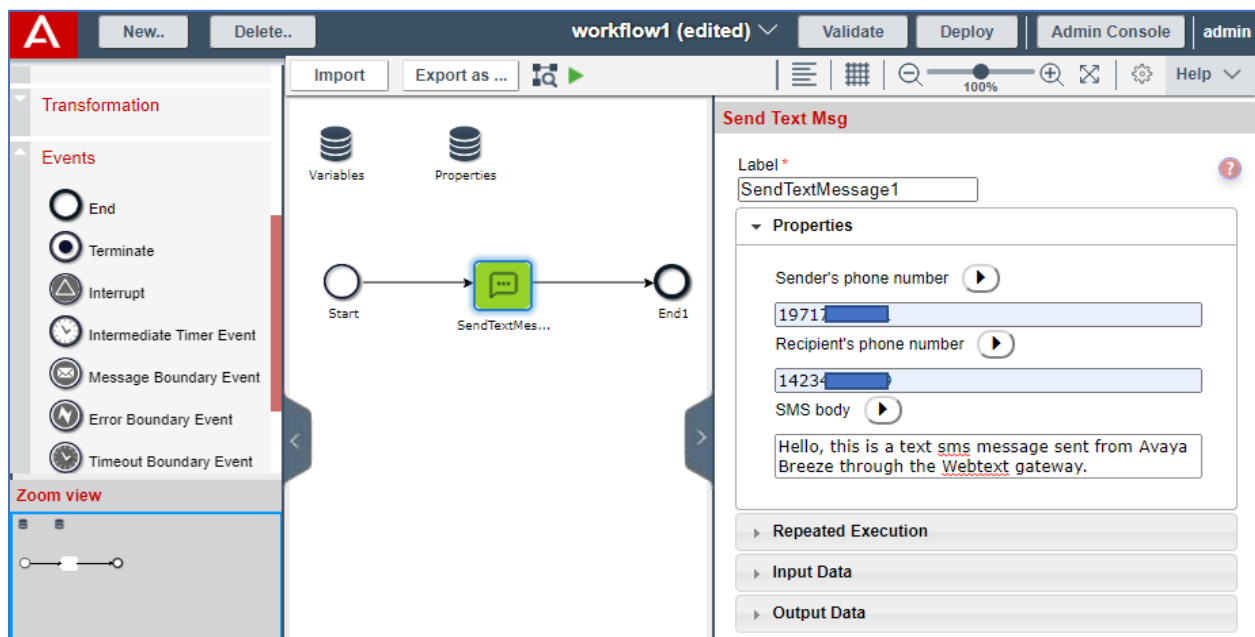 New..
Delete..
workflow1 (edited)
Validate
Deploy
Admin Console
admin
Import
Export as ...
100%
Help
Transformation
Events
End
Terminate
Interrupt
Intermediate Timer Event
Message Boundary Event
Error Boundary Event
Timeout Boundary Event
Zoom view
Variables
Properties
Start
SendTextMes...
End1
Send Text Msg
Label *
?
SendTextMessage1
Properties
Sender's phone number
1971
Recipient's phone number
1423
SMS body
Hello, this is a text sms message sent from Avaya
Breeze through the Webtext gateway.
Repeated Execution
Input Data
Output Data